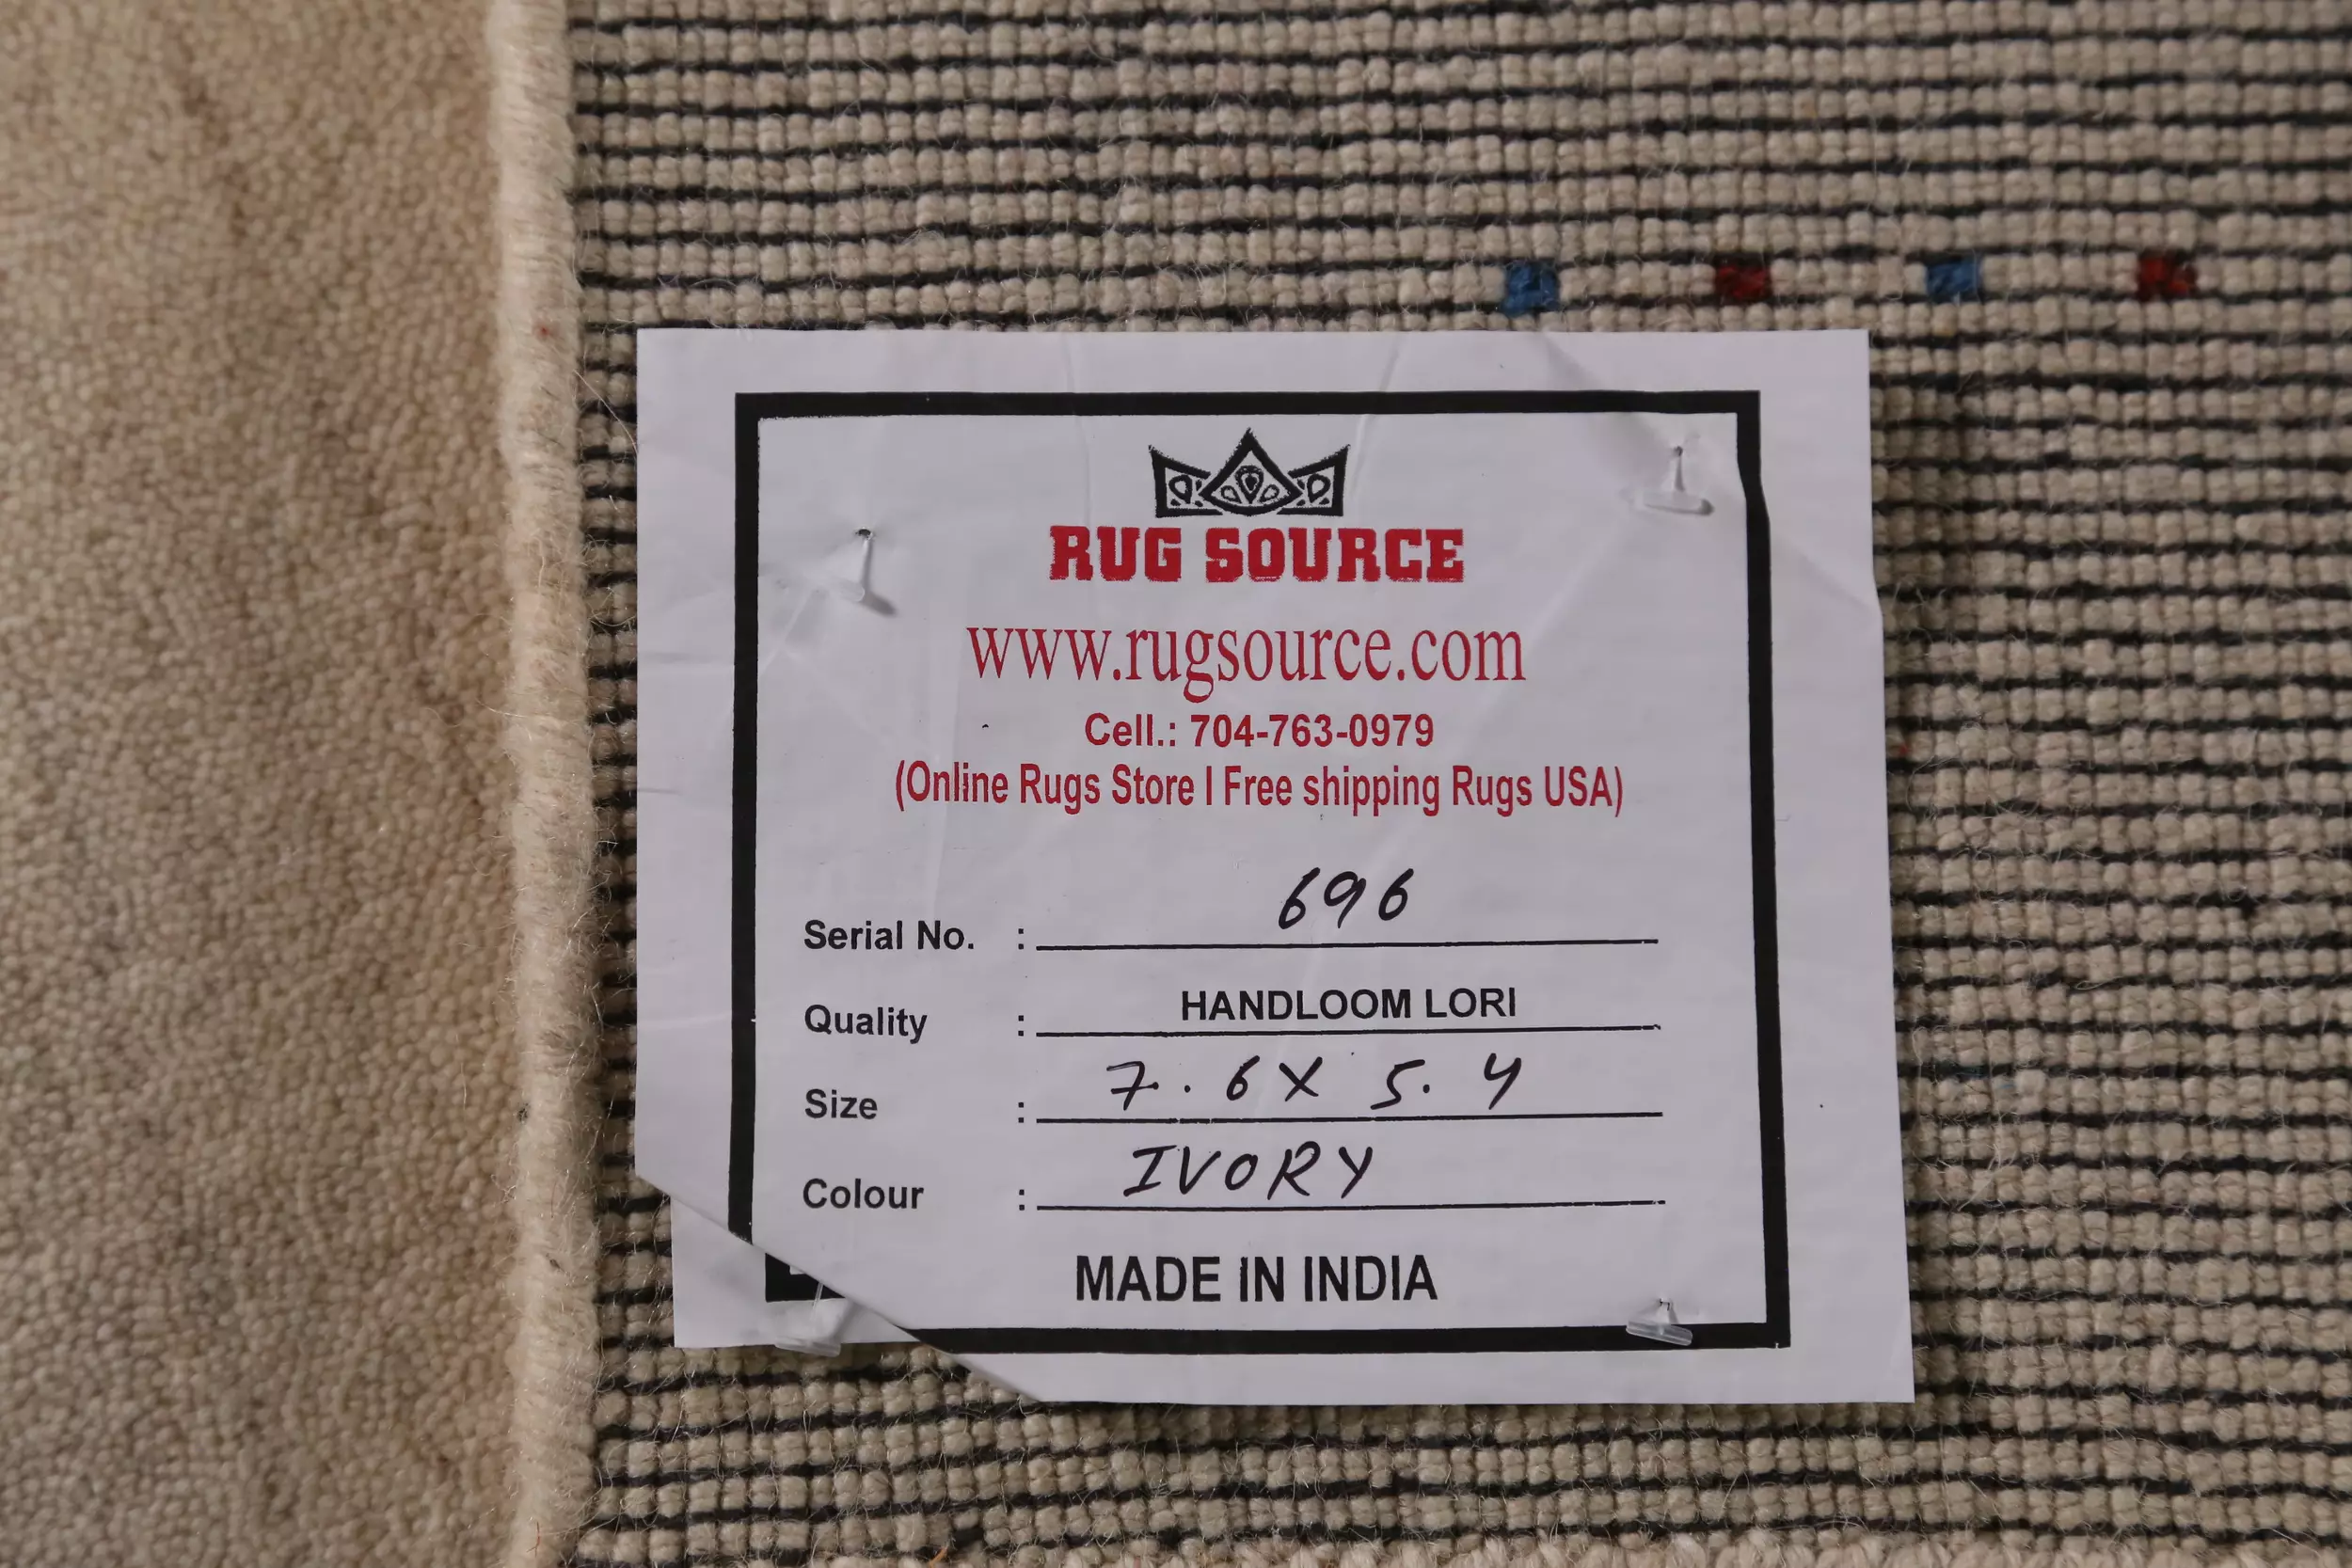 RUG SOURCE
www.rugsource.com
Cell.: 704-763-0979
(Online Rugs Store I Free shipping Rugs USA)
Serial No. : 696
Quality : HANDLOOM LORI
Size : 7.6X 5.4
Colour : IVORY
MADE IN INDIA